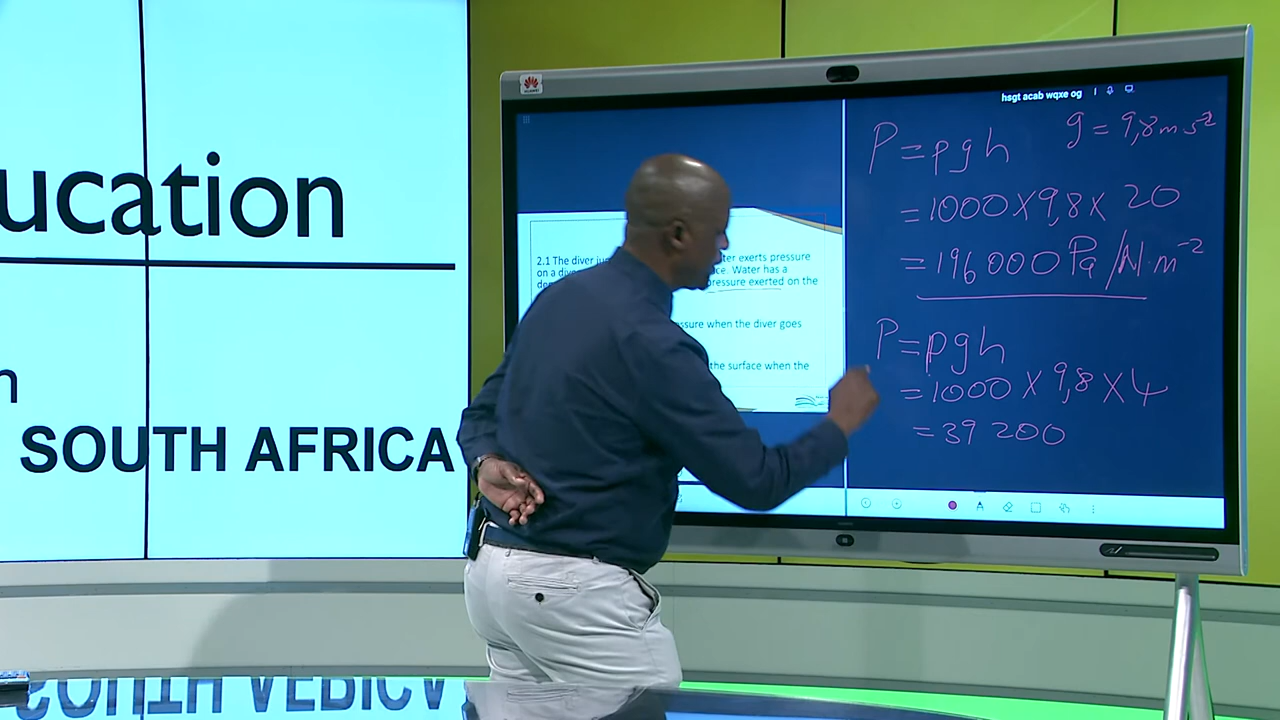 ucation
n
SOUTH AFRICA
HUAWEI
hsgt acab wqxe og
2.1 The diver ju ter exerts pressure
on a dive ce. Water has a
den pressure exerted on the
ssure when the diver goes
the surface when the
g = 9,8 m s⁻²
P = ρgh
= 1000 × 9,8 × 20
= 196 000 Pa / N·m⁻²
P = ρgh
= 1000 × 9,8 × 4
= 39 200